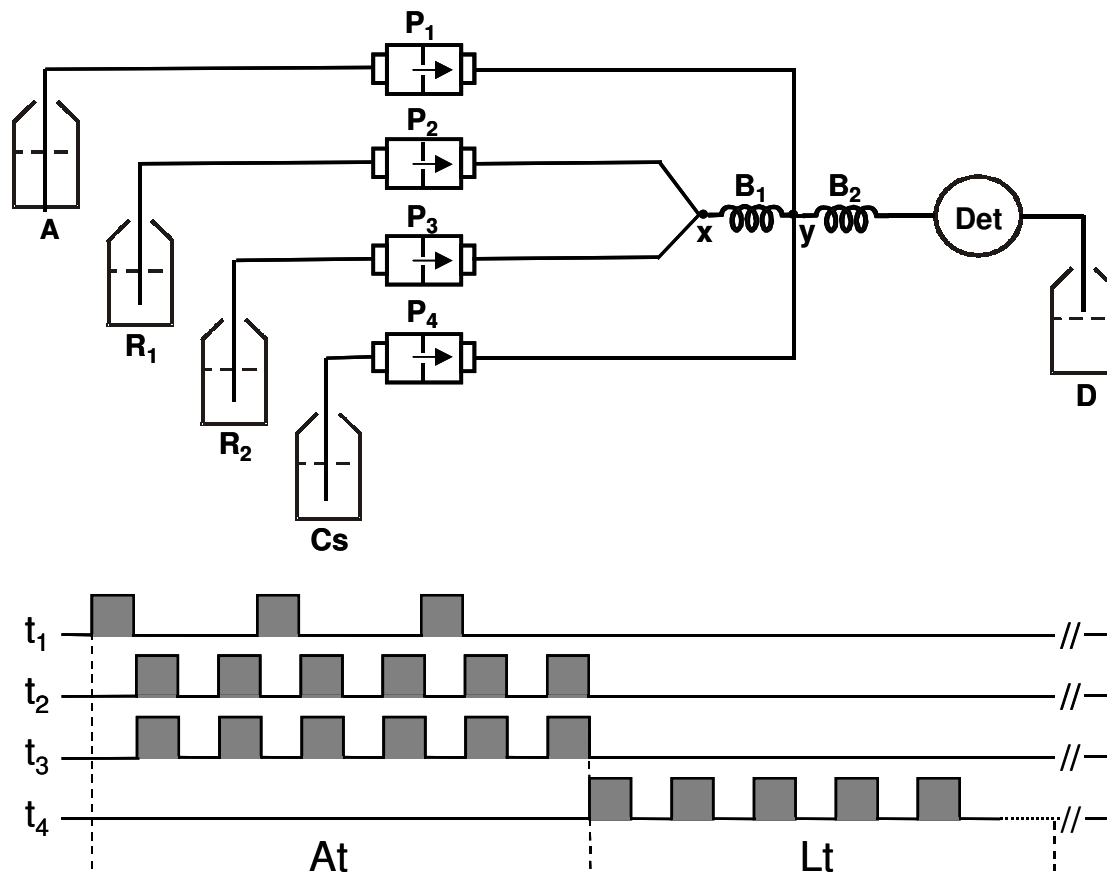 P1
P2
B1 B2
A
x y Det
P3
R1
P4
D
R2
Cs
t1 //
t2 //
t3 //
t4 //
At Lt